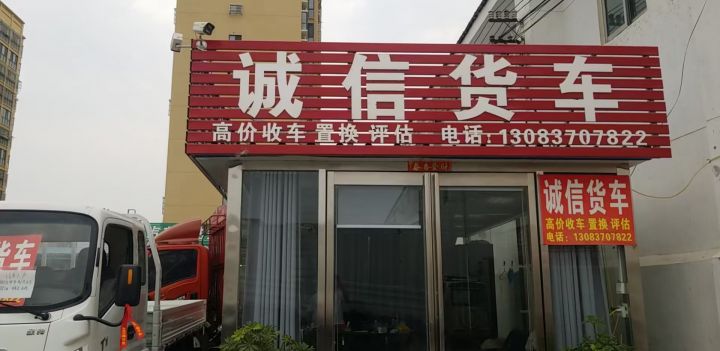 诚信货车
高价收车 置换 评估 电话:13083707822
诚信货车
高价收车 置换 评估
电话:13083707822
货车